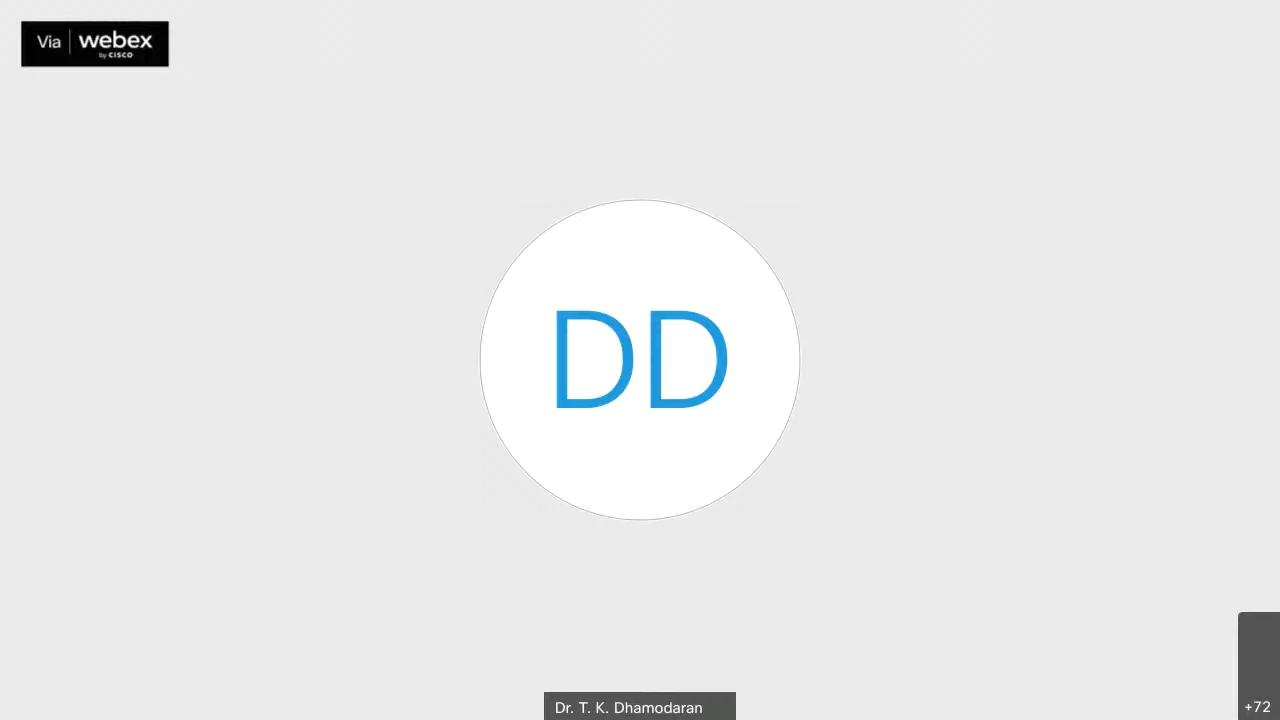 Via webex
by CISCO
DD
Dr. T. K. Dhamodaran
+72